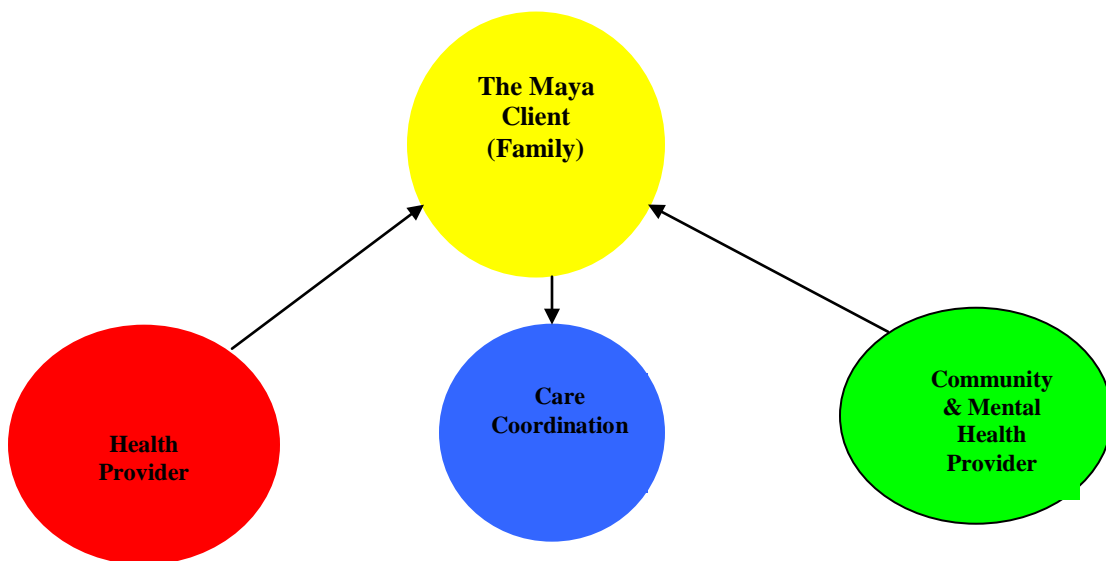 The Maya
Client
(Family)
Health
Provider
Care
Coordination
Community
& Mental
Health
Provider